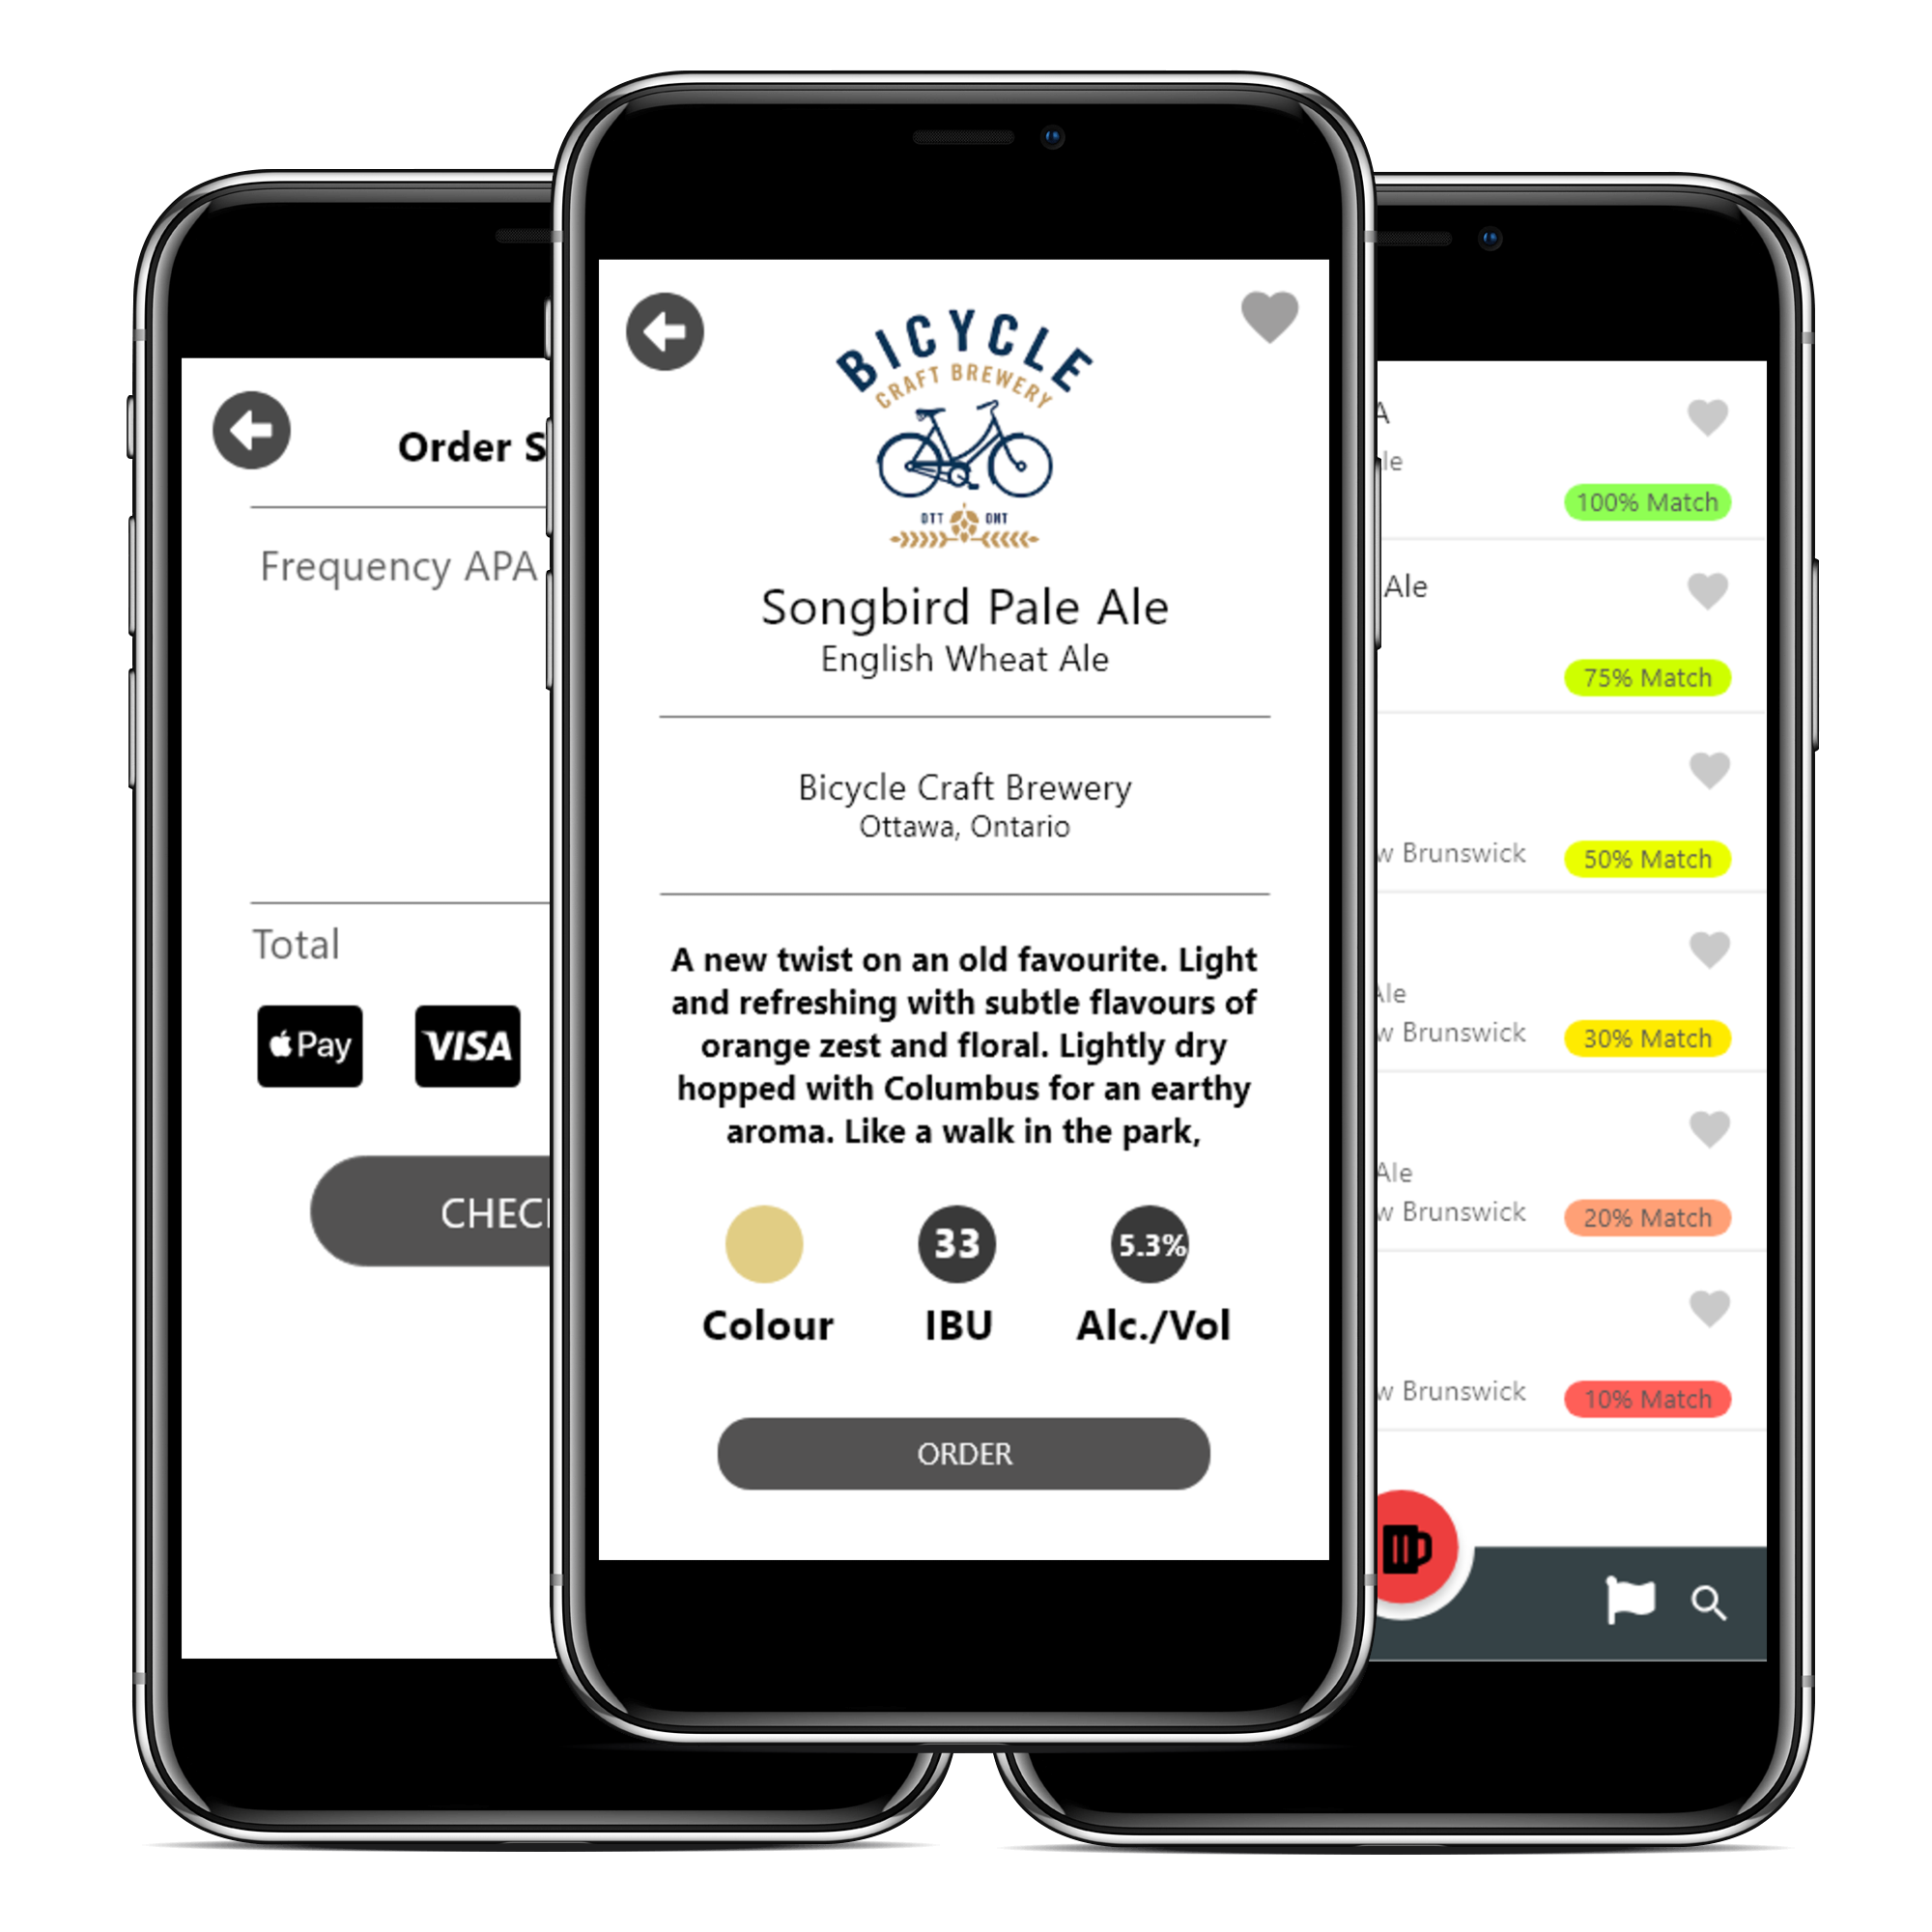 Order S
Frequency APA
Total
Pay
VISA
CHEC
BICYCLE
CRAFT BREWERY
OTT ONT
Songbird Pale Ale
English Wheat Ale
Bicycle Craft Brewery
Ottawa, Ontario
A new twist on an old favourite. Light
and refreshing with subtle flavours of
orange zest and floral. Lightly dry
hopped with Columbus for an earthy
aroma. Like a walk in the park,
33
5.3%
Colour
IBU
Alc./Vol
ORDER
A
le
100% Match
Ale
75% Match
w Brunswick
50% Match
Ale
w Brunswick
30% Match
Ale
w Brunswick
20% Match
w Brunswick
10% Match